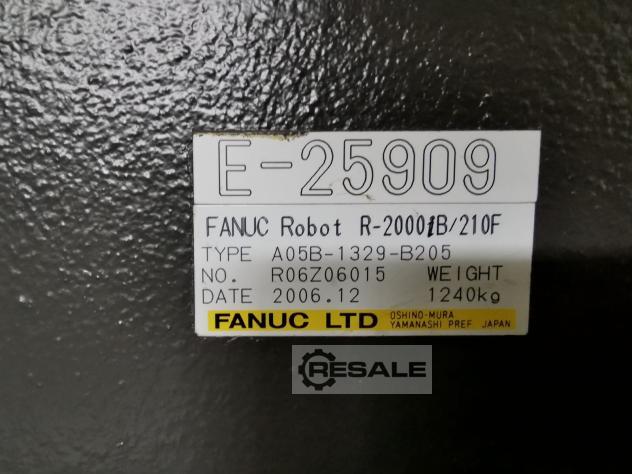 E-25909
FANUC Robot R-2000iB/210F
TYPE A05B-1329-B205
NO. R06Z06015 WEIGHT
DATE 2006.12 1240kg
FANUC LTD OSHINO-MURA
YAMANASHI PREF. JAPAN
RESALE